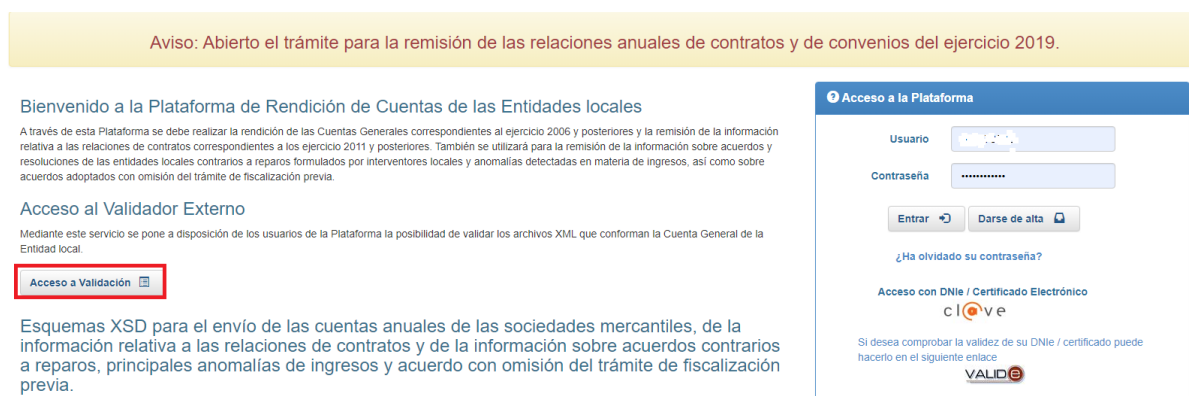 Aviso: Abierto el trámite para la remisión de las relaciones anuales de contratos y de convenios del ejercicio 2019.
Bienvenido a la Plataforma de Rendición de Cuentas de las Entidades locales
A través de esta Plataforma se debe realizar la rendición de las Cuentas Generales correspondientes al ejercicio 2006 y posteriores y la remisión de la información
relativa a las relaciones de contratos correspondientes a los ejercicio 2011 y posteriores. También se utilizará para la remisión de la información sobre acuerdos y
resoluciones de las entidades locales contrarios a reparos formulados por interventores locales y anomalías detectadas en materia de ingresos, así como sobre
acuerdos adoptados con omisión del trámite de fiscalización previa.
Acceso al Validador Externo
Mediante este servicio se pone a disposición de los usuarios de la Plataforma la posibilidad de validar los archivos XML que conforman la Cuenta General de la
Entidad local.
Acceso a Validación
Esquemas XSD para el envío de las cuentas anuales de las sociedades mercantiles, de la
información relativa a las relaciones de contratos y de la información sobre acuerdos contrarios
a reparos, principales anomalías de ingresos y acuerdo con omisión del trámite de fiscalización
previa.
Acceso a la Plataforma
Usuario
Contraseña ••••••••••••
Entrar Darse de alta
¿Ha olvidado su contraseña?
Acceso con DNIe / Certificado Electrónico
cl@ve
Si desea comprobar la validez de su DNIe / certificado puede
hacerlo en el siguiente enlace
VALIDe